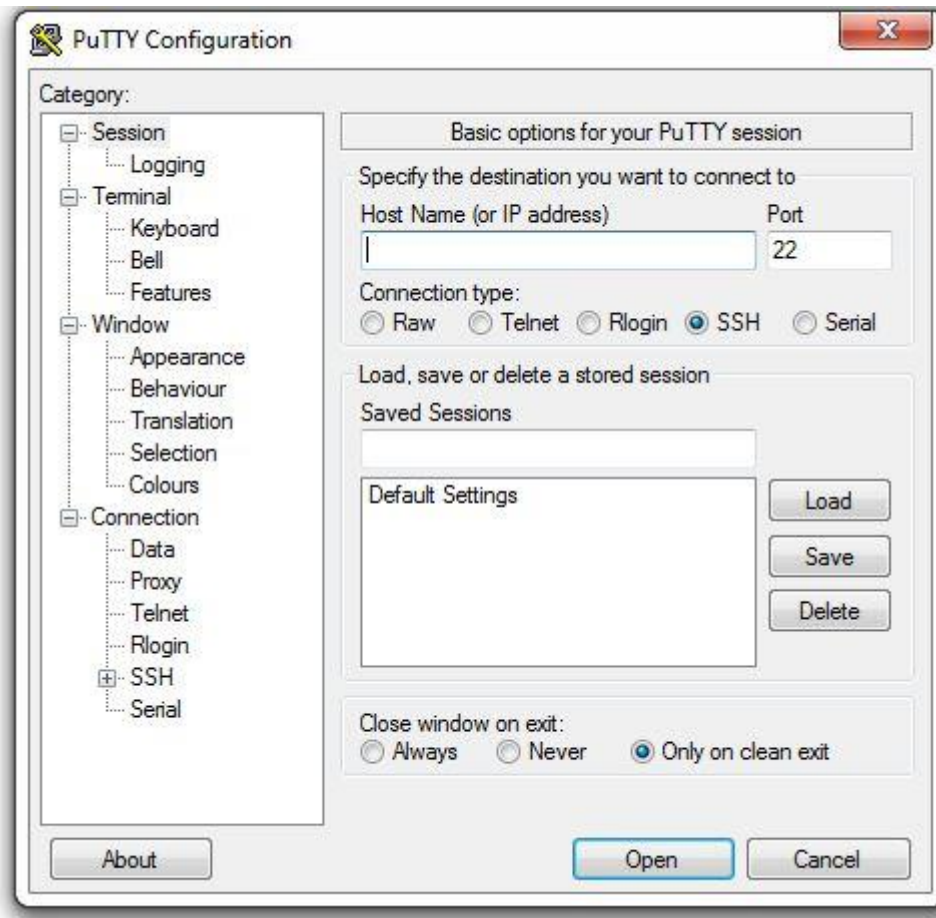 PuTTY Configuration
Category:
Session
Logging
Terminal
Keyboard
Bell
Features
Window
Appearance
Behaviour
Translation
Selection
Colours
Connection
Data
Proxy
Telnet
Rlogin
SSH
Serial
Basic options for your PuTTY session
Specify the destination you want to connect to
Host Name (or IP address) Port
22
Connection type:
Raw Telnet Rlogin SSH Serial
Load, save or delete a stored session
Saved Sessions
Default Settings
Load
Save
Delete
Close window on exit:
Always Never Only on clean exit
About Open Cancel